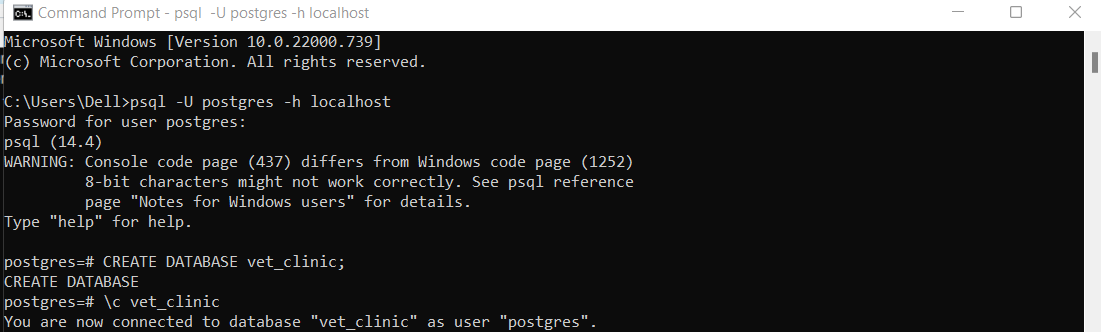 Command Prompt - psql  -U postgres -h localhost
Microsoft Windows [Version 10.0.22000.739]
(c) Microsoft Corporation. All rights reserved.
C:\Users\Dell>psql -U postgres -h localhost
Password for user postgres:
psql (14.4)
WARNING: Console code page (437) differs from Windows code page (1252)
         8-bit characters might not work correctly. See psql reference
         page "Notes for Windows users" for details.
Type "help" for help.
postgres=# CREATE DATABASE vet_clinic;
CREATE DATABASE
postgres=# \c vet_clinic
You are now connected to database "vet_clinic" as user "postgres".